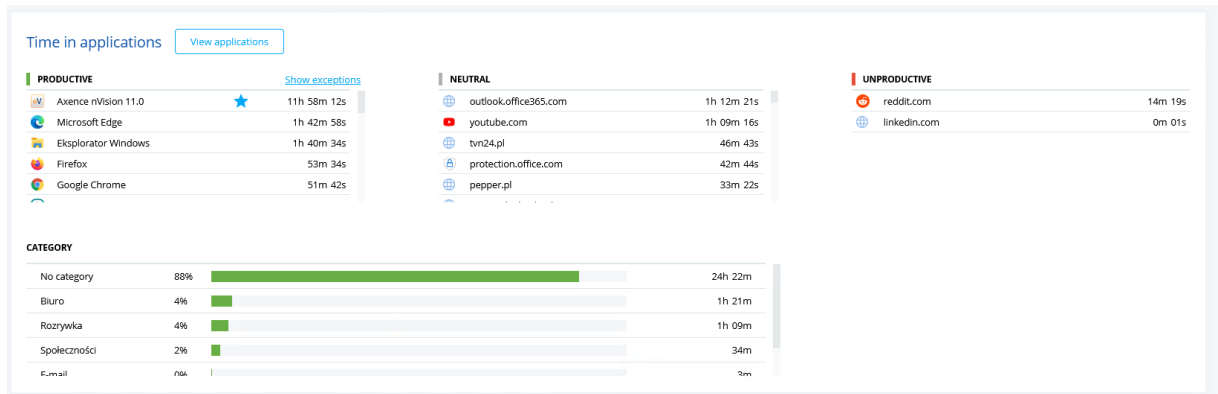 Time in applications View applications
PRODUCTIVE Show exceptions
Axence nVision 11.0 11h 58m 12s
Microsoft Edge 1h 42m 58s
Eksplorator Windows 1h 40m 34s
Firefox 53m 34s
Google Chrome 51m 42s
NEUTRAL
outlook.office365.com 1h 12m 21s
youtube.com 1h 09m 16s
tvn24.pl 46m 43s
protection.office.com 42m 44s
pepper.pl 33m 22s
UNPRODUCTIVE
reddit.com 14m 19s
linkedin.com 0m 01s
CATEGORY
No category 88% 24h 22m
Biuro 4% 1h 21m
Rozrywka 4% 1h 09m
Społeczności 2% 34m
E-mail 0% 3m